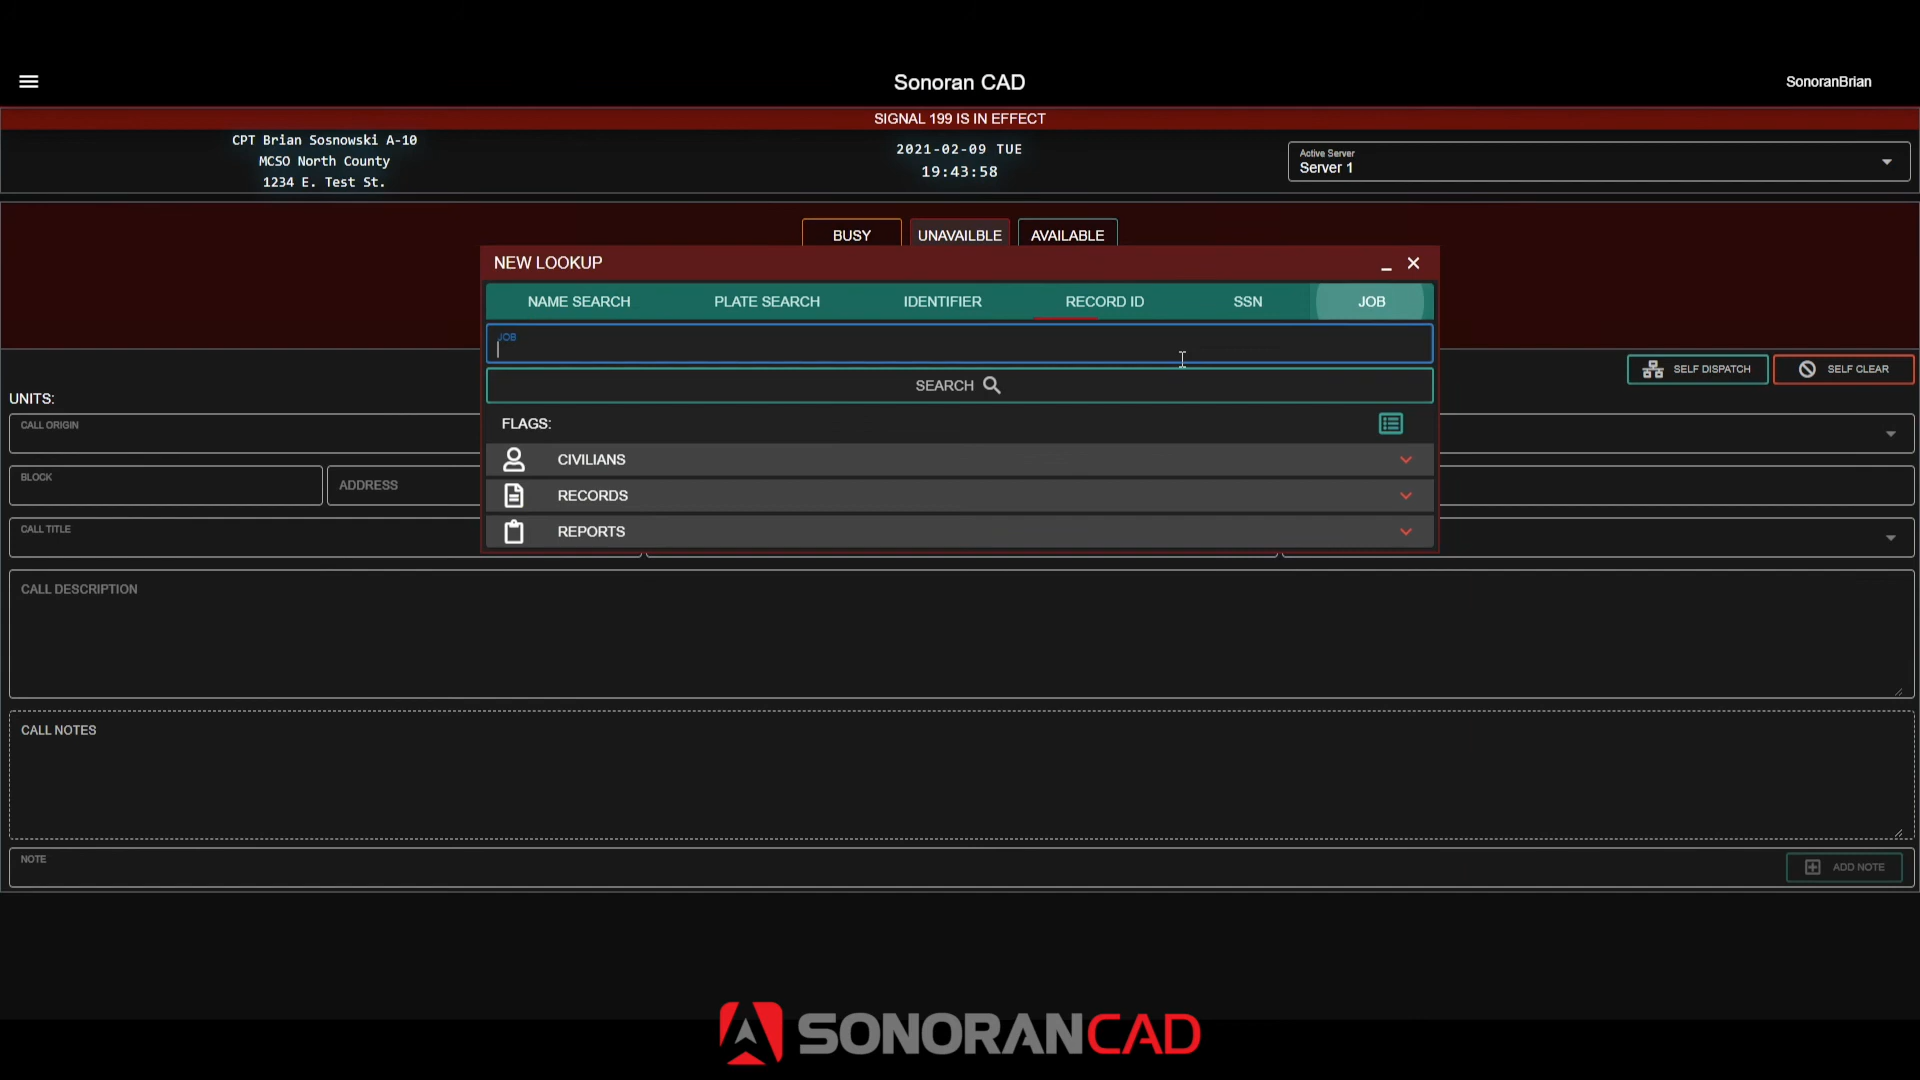 Sonoran CAD
SonoranBrian
SIGNAL 199 IS IN EFFECT
CPT Brian Sosnowski A-10
MCSO North County
1234 E. Test St.
2021-02-09 TUE
19:43:58
Active Server
Server 1
BUSY
UNAVAILBLE
AVAILABLE
NEW LOOKUP
NAME SEARCH
PLATE SEARCH
IDENTIFIER
RECORD ID
SSN
JOB
JOB
SEARCH
FLAGS:
CIVILIANS
RECORDS
REPORTS
SELF DISPATCH
SELF CLEAR
UNITS:
CALL ORIGIN
BLOCK
ADDRESS
CALL TITLE
CALL DESCRIPTION
CALL NOTES
NOTE
ADD NOTE
SONORANCAD